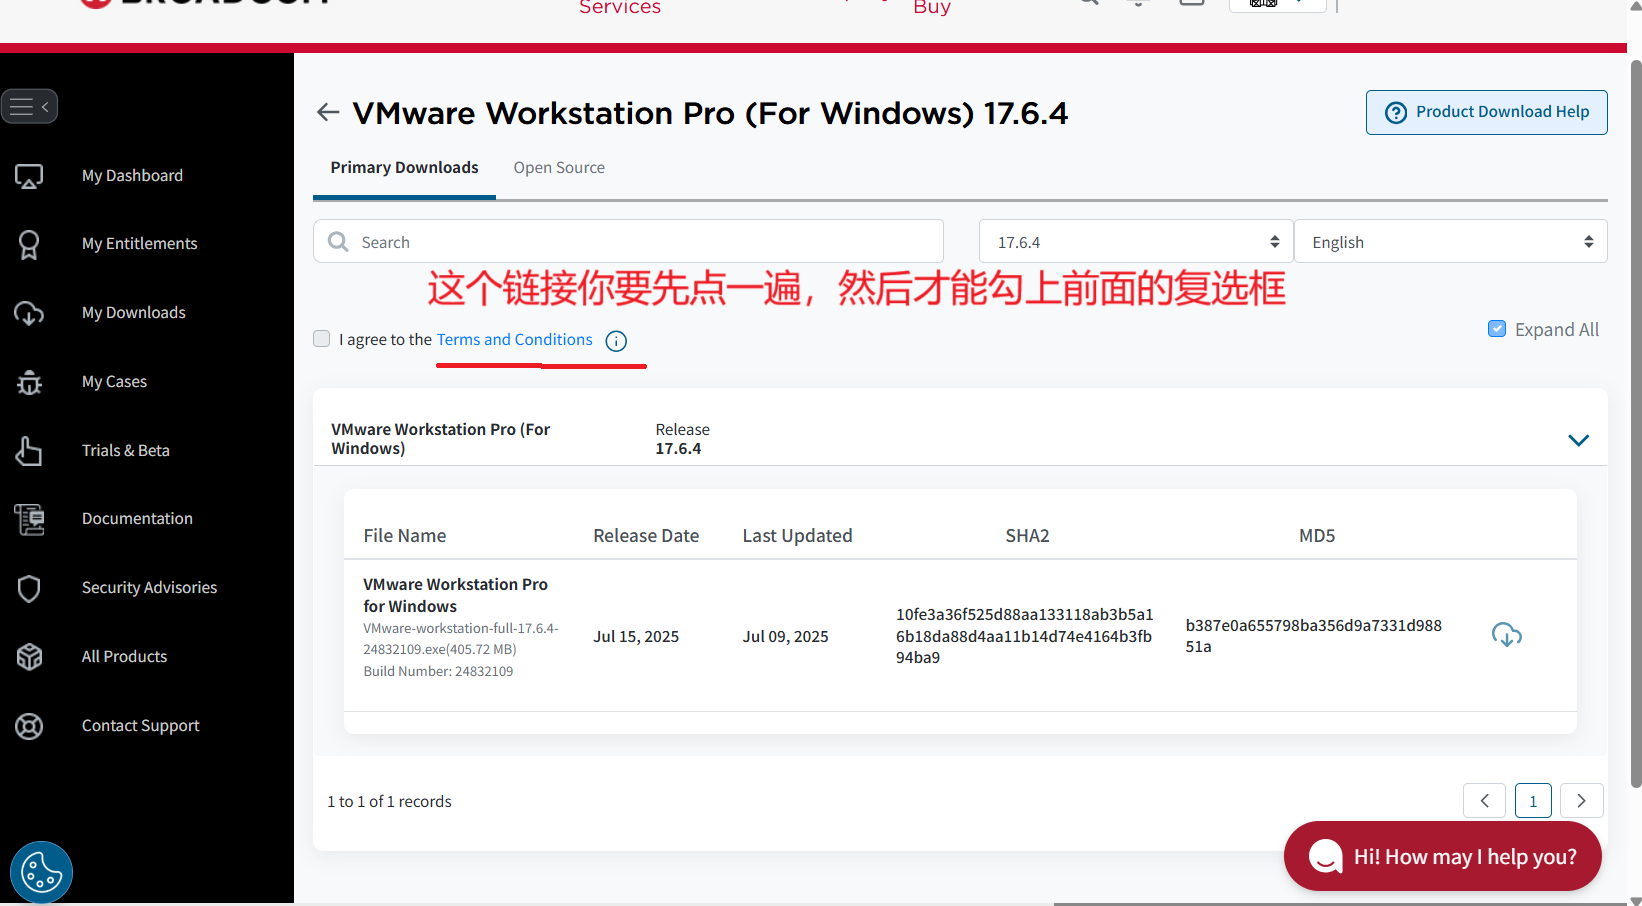 BROADCOM
Services
Buy
VMware Workstation Pro (For Windows) 17.6.4
Product Download Help
Primary Downloads
Open Source
Search
17.6.4
English
这个链接你要先点一遍，然后才能勾上前面的复选框
I agree to the Terms and Conditions
Expand All
My Dashboard
My Entitlements
My Downloads
My Cases
Trials & Beta
Documentation
Security Advisories
All Products
Contact Support
VMware Workstation Pro (For
Windows)
Release
17.6.4
File Name
Release Date
Last Updated
SHA2
MD5
VMware Workstation Pro
for Windows
VMware-workstation-full-17.6.4-
24832109.exe(405.72 MB)
Build Number: 24832109
Jul 15, 2025
Jul 09, 2025
10fe3a36f525d88aa133118ab3b5a1
6b18da88d4aa11b14d74e4164b3fb
94ba9
b387e0a655798ba356d9a7331d988
51a
1 to 1 of 1 records
1
Hi! How may I help you?